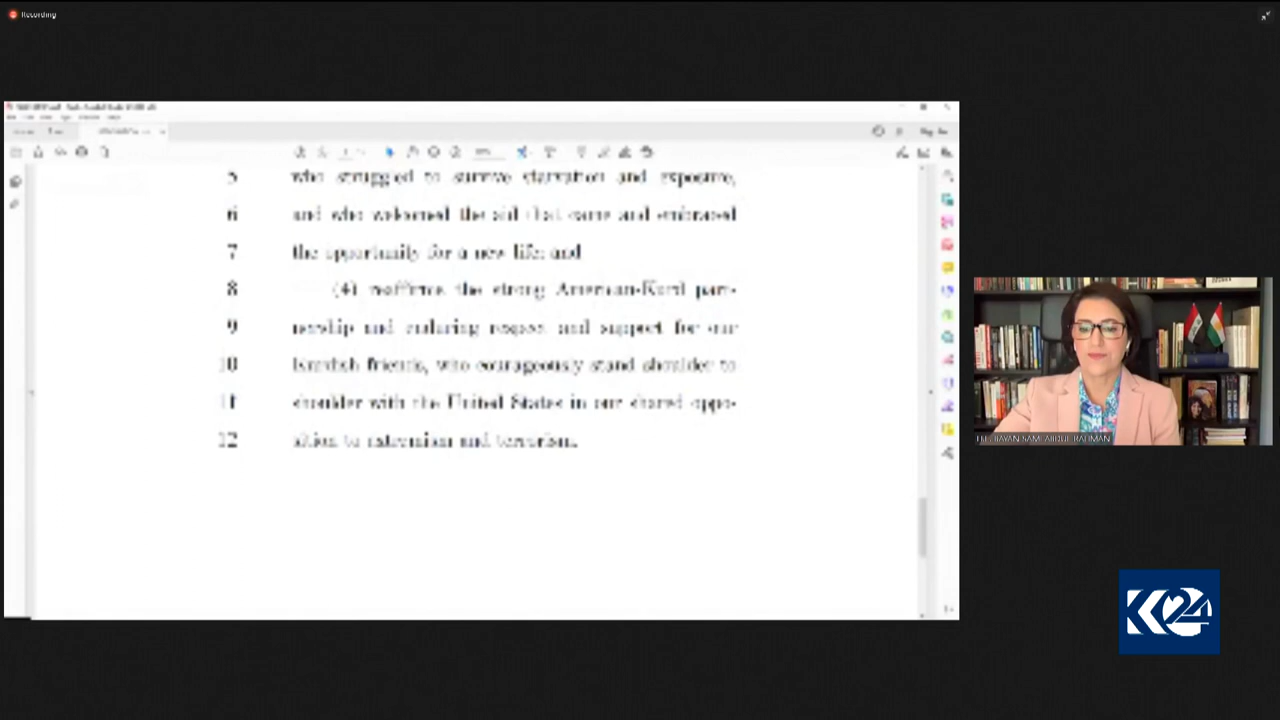 Recording
5 who struggled to survive starvation and exposure,
6 and who welcomed the aid that came and embraced
7 the opportunity for a new life; and
8 (4) reaffirms the strong American-Kurd part-
9 nership and enduring respect and support for our
10 Kurdish friends, who courageously stand shoulder to
11 shoulder with the United States in our shared oppo-
12 sition to extremism and terrorism.
BAYAN SAMI ABDUL RAHMAN
K24